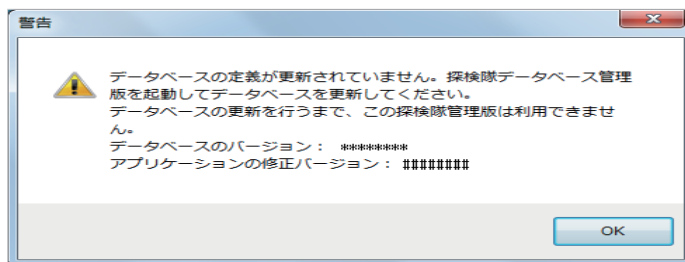 警告
データベースの定義が更新されていません。探検隊データベース管理
版を起動してデータベースを更新してください。
データベースの更新を行うまで、この探検隊管理版は利用できませ
ん。
データベースのバージョン： ********
アプリケーションの修正バージョン： ########
OK